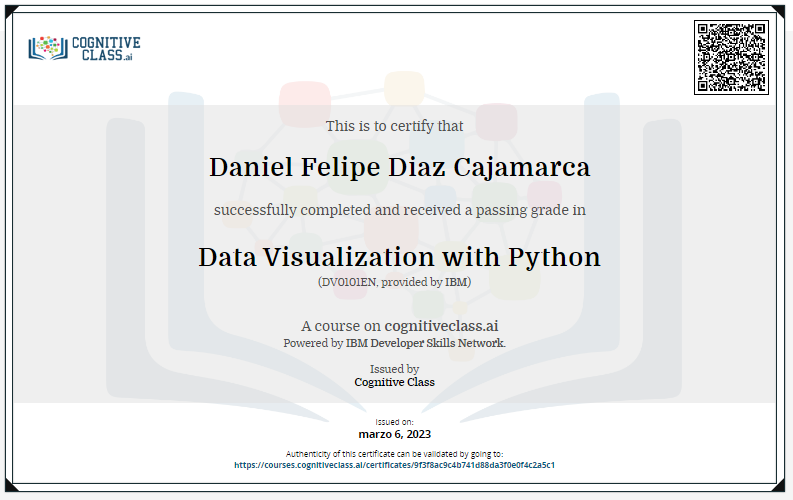 COGNITIVE
CLASS.ai
This is to certify that
Daniel Felipe Diaz Cajamarca
successfully completed and received a passing grade in
Data Visualization with Python
(DV0101EN, provided by IBM)
A course on cognitiveclass.ai
Powered by IBM Developer Skills Network.
Issued by
Cognitive Class
Issued on:
marzo 6, 2023
Authenticity of this certificate can be validated by going to:
https://courses.cognitiveclass.ai/certificates/9f3f8ac9c4b741d88da3f0e0f4c2a5c1